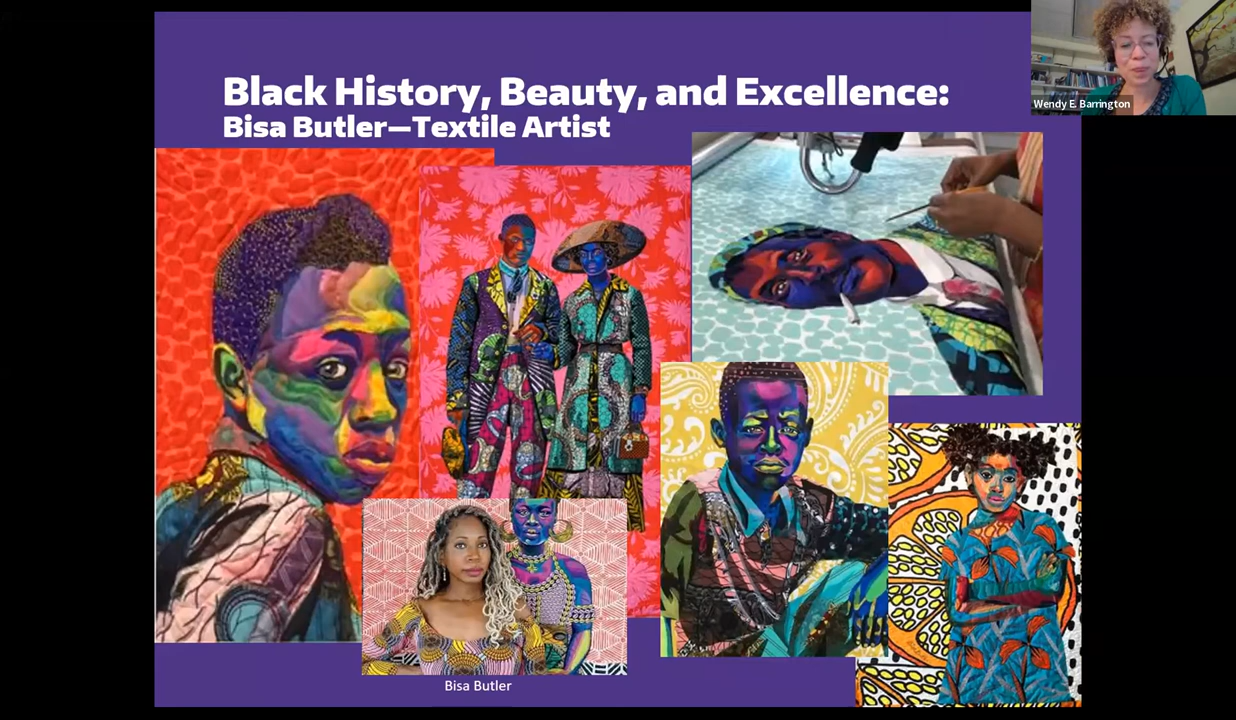 Black History, Beauty, and Excellence:
Bisa Butler—Textile Artist
Wendy E. Barrington
Bisa Butler